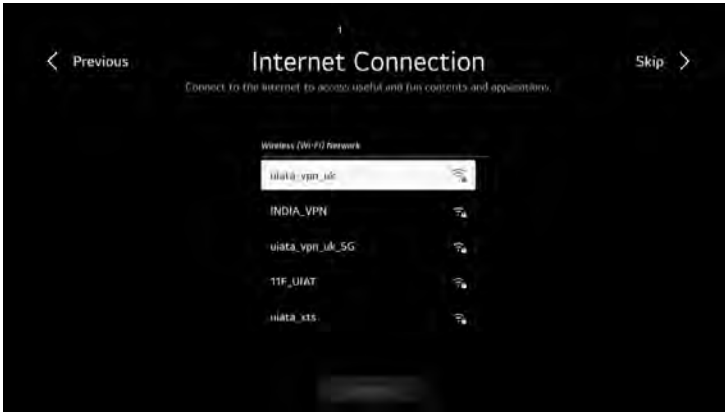 1
Previous
Internet Connection
Skip
Connect to the internet to access useful and fun contents and applications.
Wireless (Wi-Fi) Network
uiata_vpn_uk
INDIA_VPN
uiata_vpn_uk_5G
11F_UIAT
uiata_xts